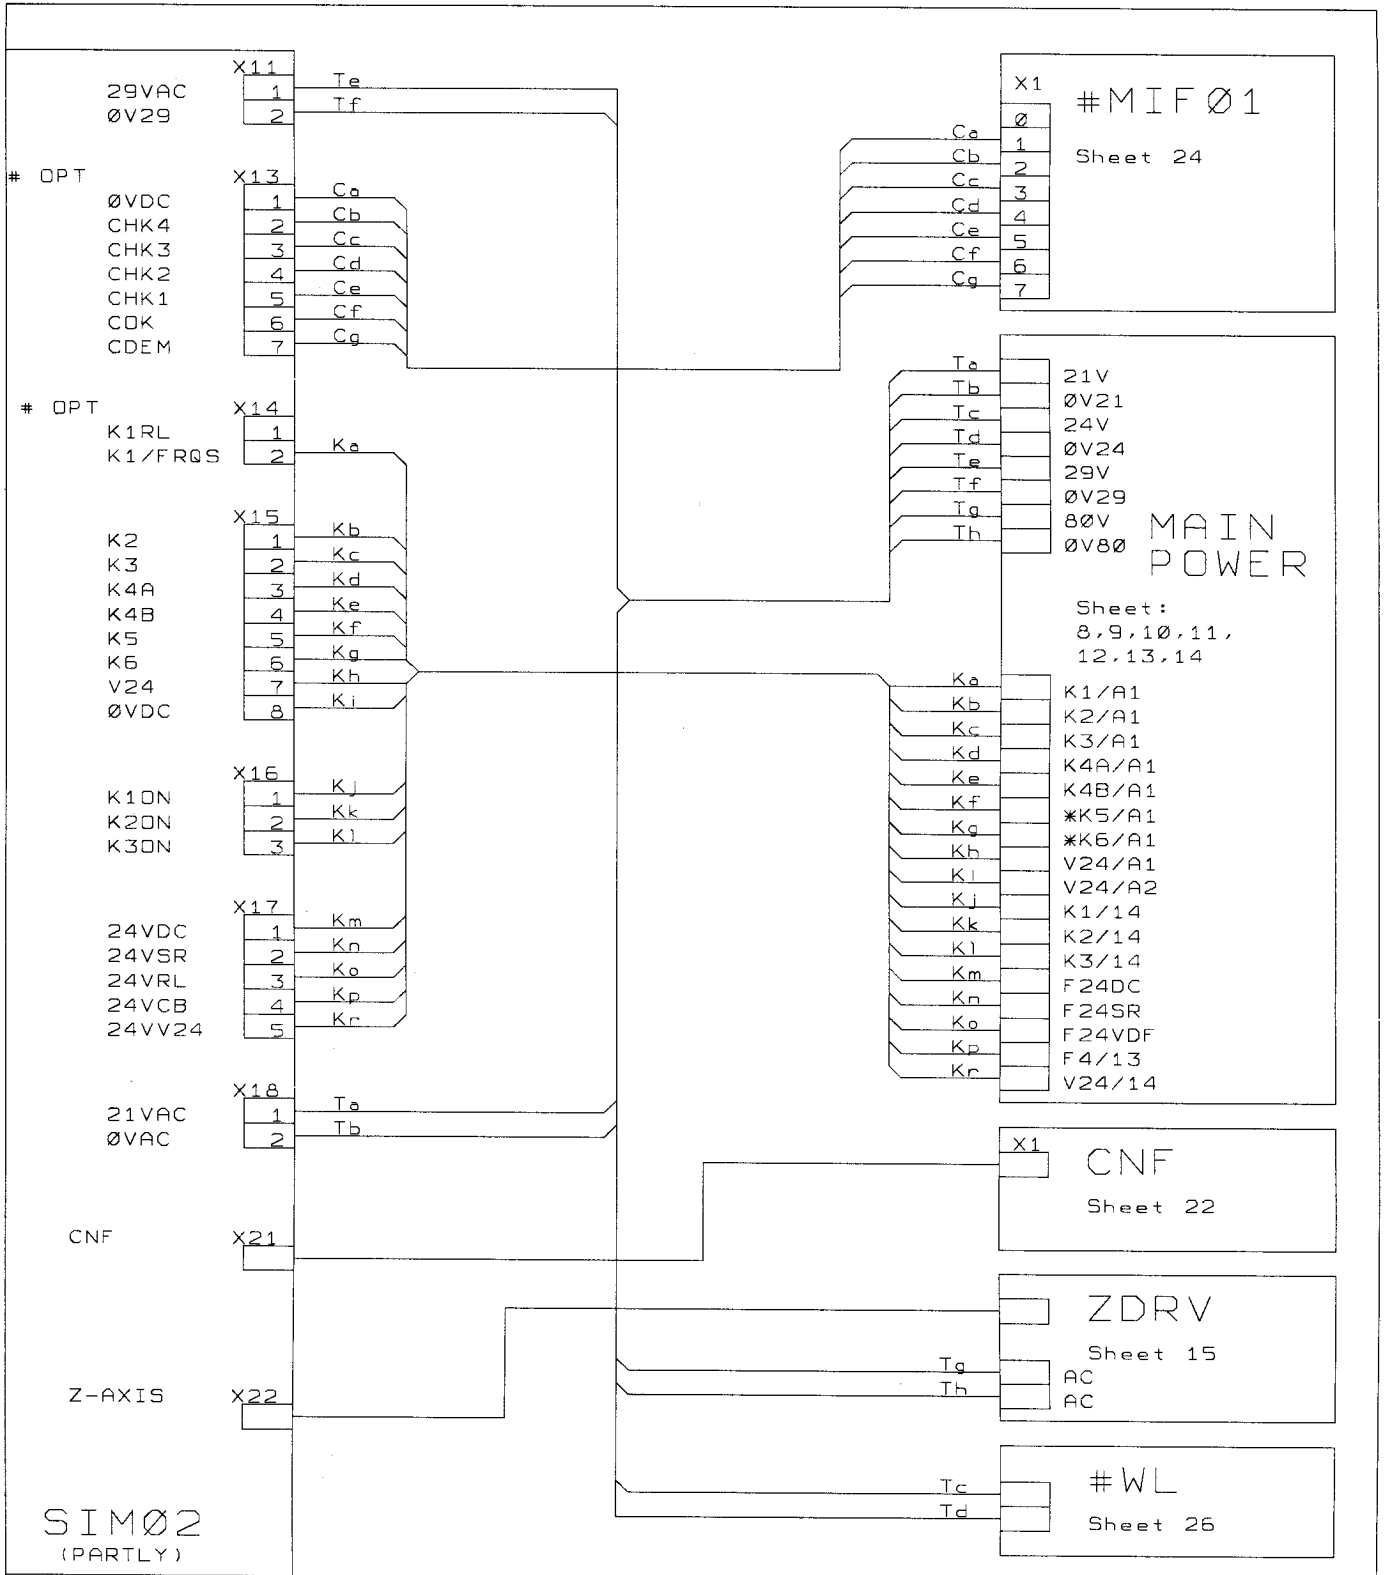 X11
29VAC 1 Te
ØV29 2 Tf
# OPT
X13
ØVDC 1 Ca
CHK4 2 Cb
CHK3 3 Cc
CHK2 4 Cd
CHK1 5 Ce
COK 6 Cf
CDEM 7 Cg
# OPT
X14
K1RL 1
K1/FRQS 2 Ka
X15
K2 1 Kb
K3 2 Kc
K4A 3 Kd
K4B 4 Ke
K5 5 Kf
K6 6 Kg
V24 7 Kh
ØVDC 8 Ki
X16
K1ON 1 Kj
K2ON 2 Kk
K3ON 3 Kl
X17
24VDC 1 Km
24VSR 2 Kn
24VRL 3 Ko
24VCB 4 Kp
24VV24 5 Kr
X18
21VAC 1 Ta
ØVAC 2 Tb
CNF X21
Z-AXIS X22
SIMØ2
(PARTLY)
X1
#MIFØ1
Sheet 24
Ø
Ca 1
Cb 2
Cc 3
Cd 4
Ce 5
Cf 6
Cg 7
Ta 21V
Tb ØV21
Tc 24V
Td ØV24
Te 29V
Tf ØV29
Tg 8ØV
Th ØV8Ø
MAIN
POWER
Sheet:
8,9,1Ø,11,
12,13,14
Ka K1/A1
Kb K2/A1
Kc K3/A1
Kd K4A/A1
Ke K4B/A1
Kf *K5/A1
Kg *K6/A1
Kh V24/A1
Ki V24/A2
Kj K1/14
Kk K2/14
Kl K3/14
Km F24DC
Kn F24SR
Ko F24VDF
Kp F4/13
Kr V24/14
X1
CNF
Sheet 22
ZDRV
Sheet 15
Tg AC
Th AC
#WL
Tc
Td
Sheet 26